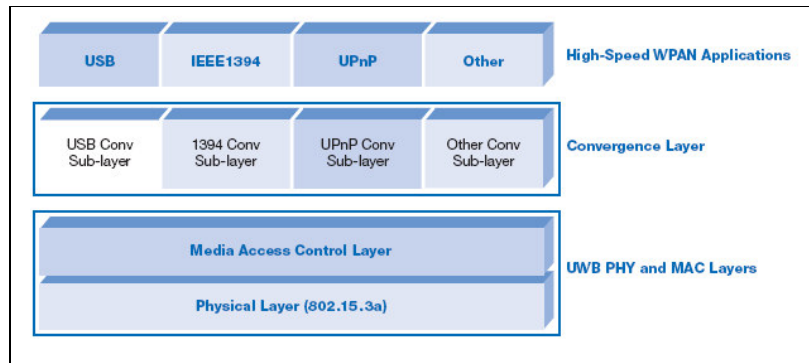 USB IEEE1394 UPnP Other High-Speed WPAN Applications
USB Conv 1394 Conv UPnP Conv Other Conv
Sub-layer Sub-layer Sub-layer Sub-layer
Convergence Layer
Media Access Control Layer
UWB PHY and MAC Layers
Physical Layer (802.15.3a)